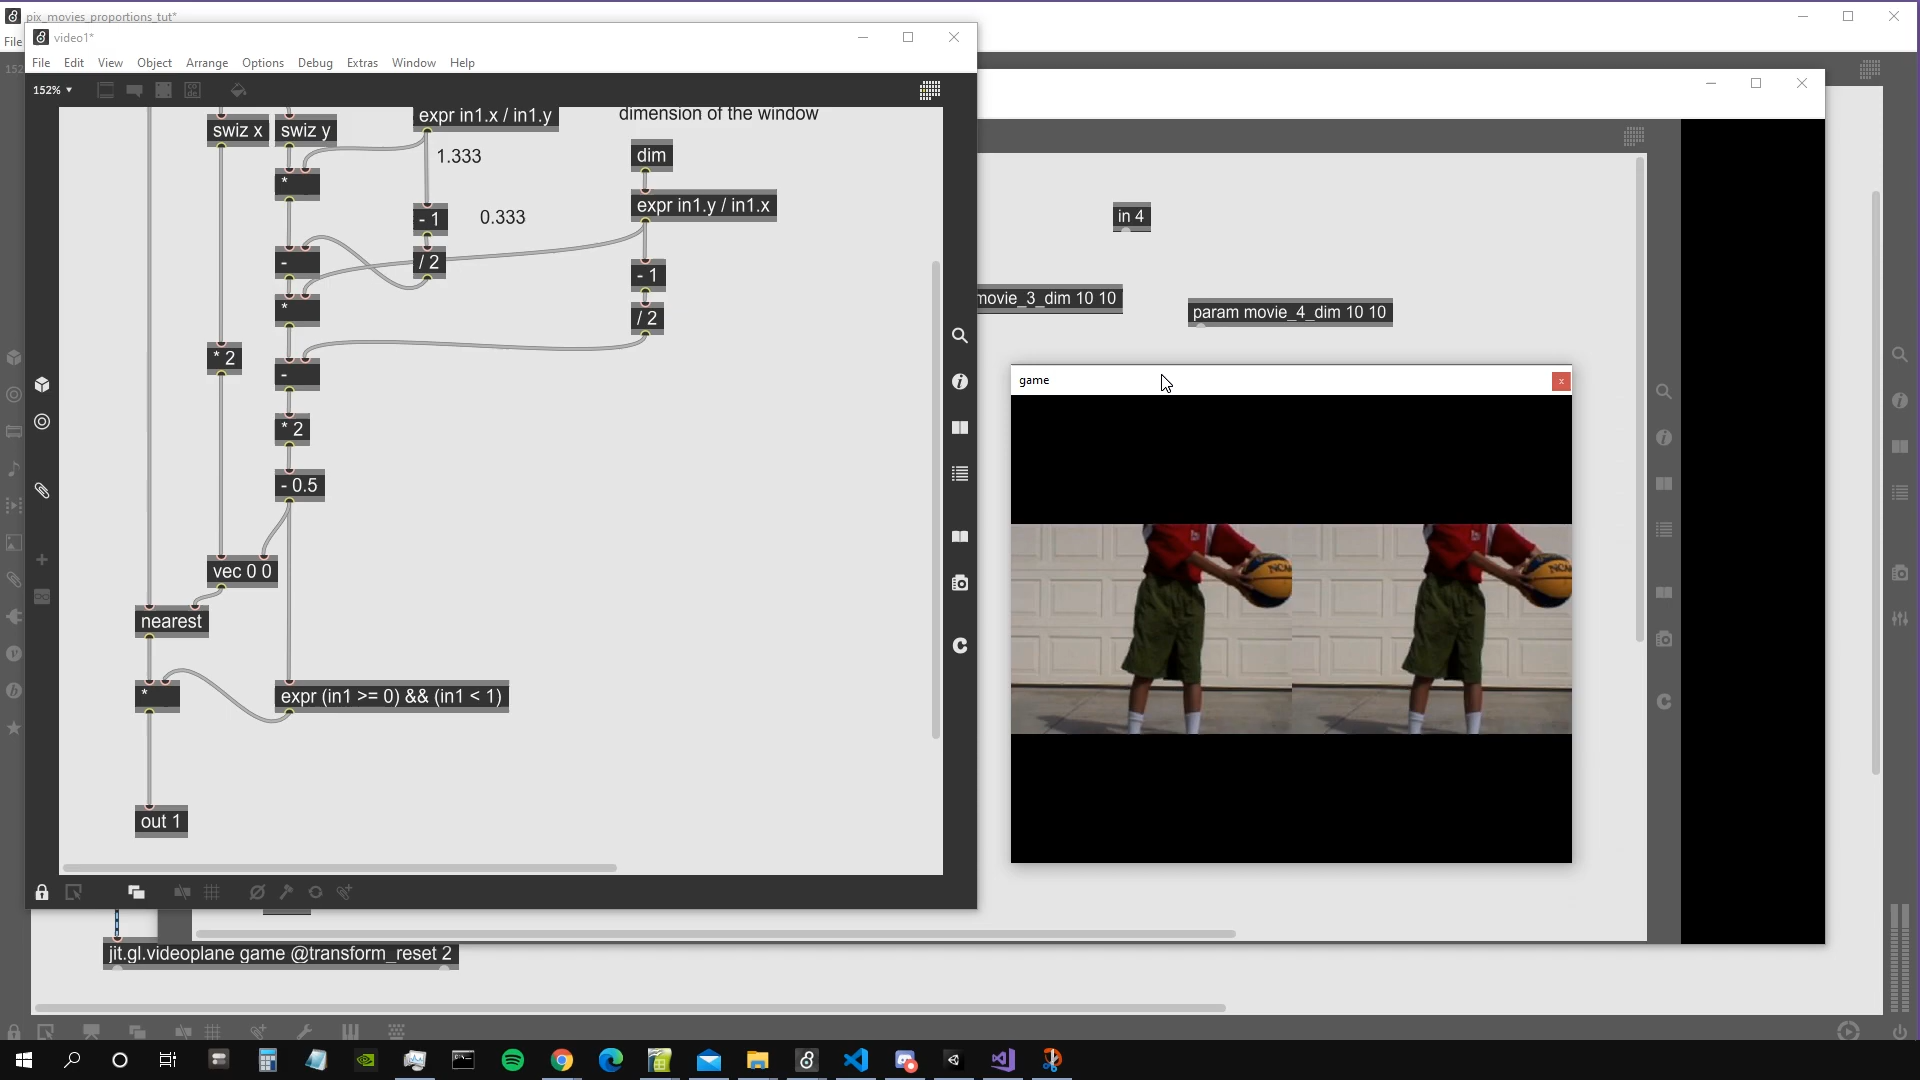 pix_movies_proportions_tut*
File
video1*
File Edit View Object Arrange Options Debug Extras Window Help
152%
152%
swiz x
swiz y
expr in1.x / in1.y
dimension of the window
1.333
dim
*
expr in1.y / in1.x
- 1
0.333
-
/ 2
- 1
*
/ 2
* 2
-
* 2
- 0.5
vec 0 0
nearest
*
expr (in1 >= 0) && (in1 < 1)
out 1
in 4
movie_3_dim 10 10
param movie_4_dim 10 10
game
x
jit.gl.videoplane game @transform_reset 2